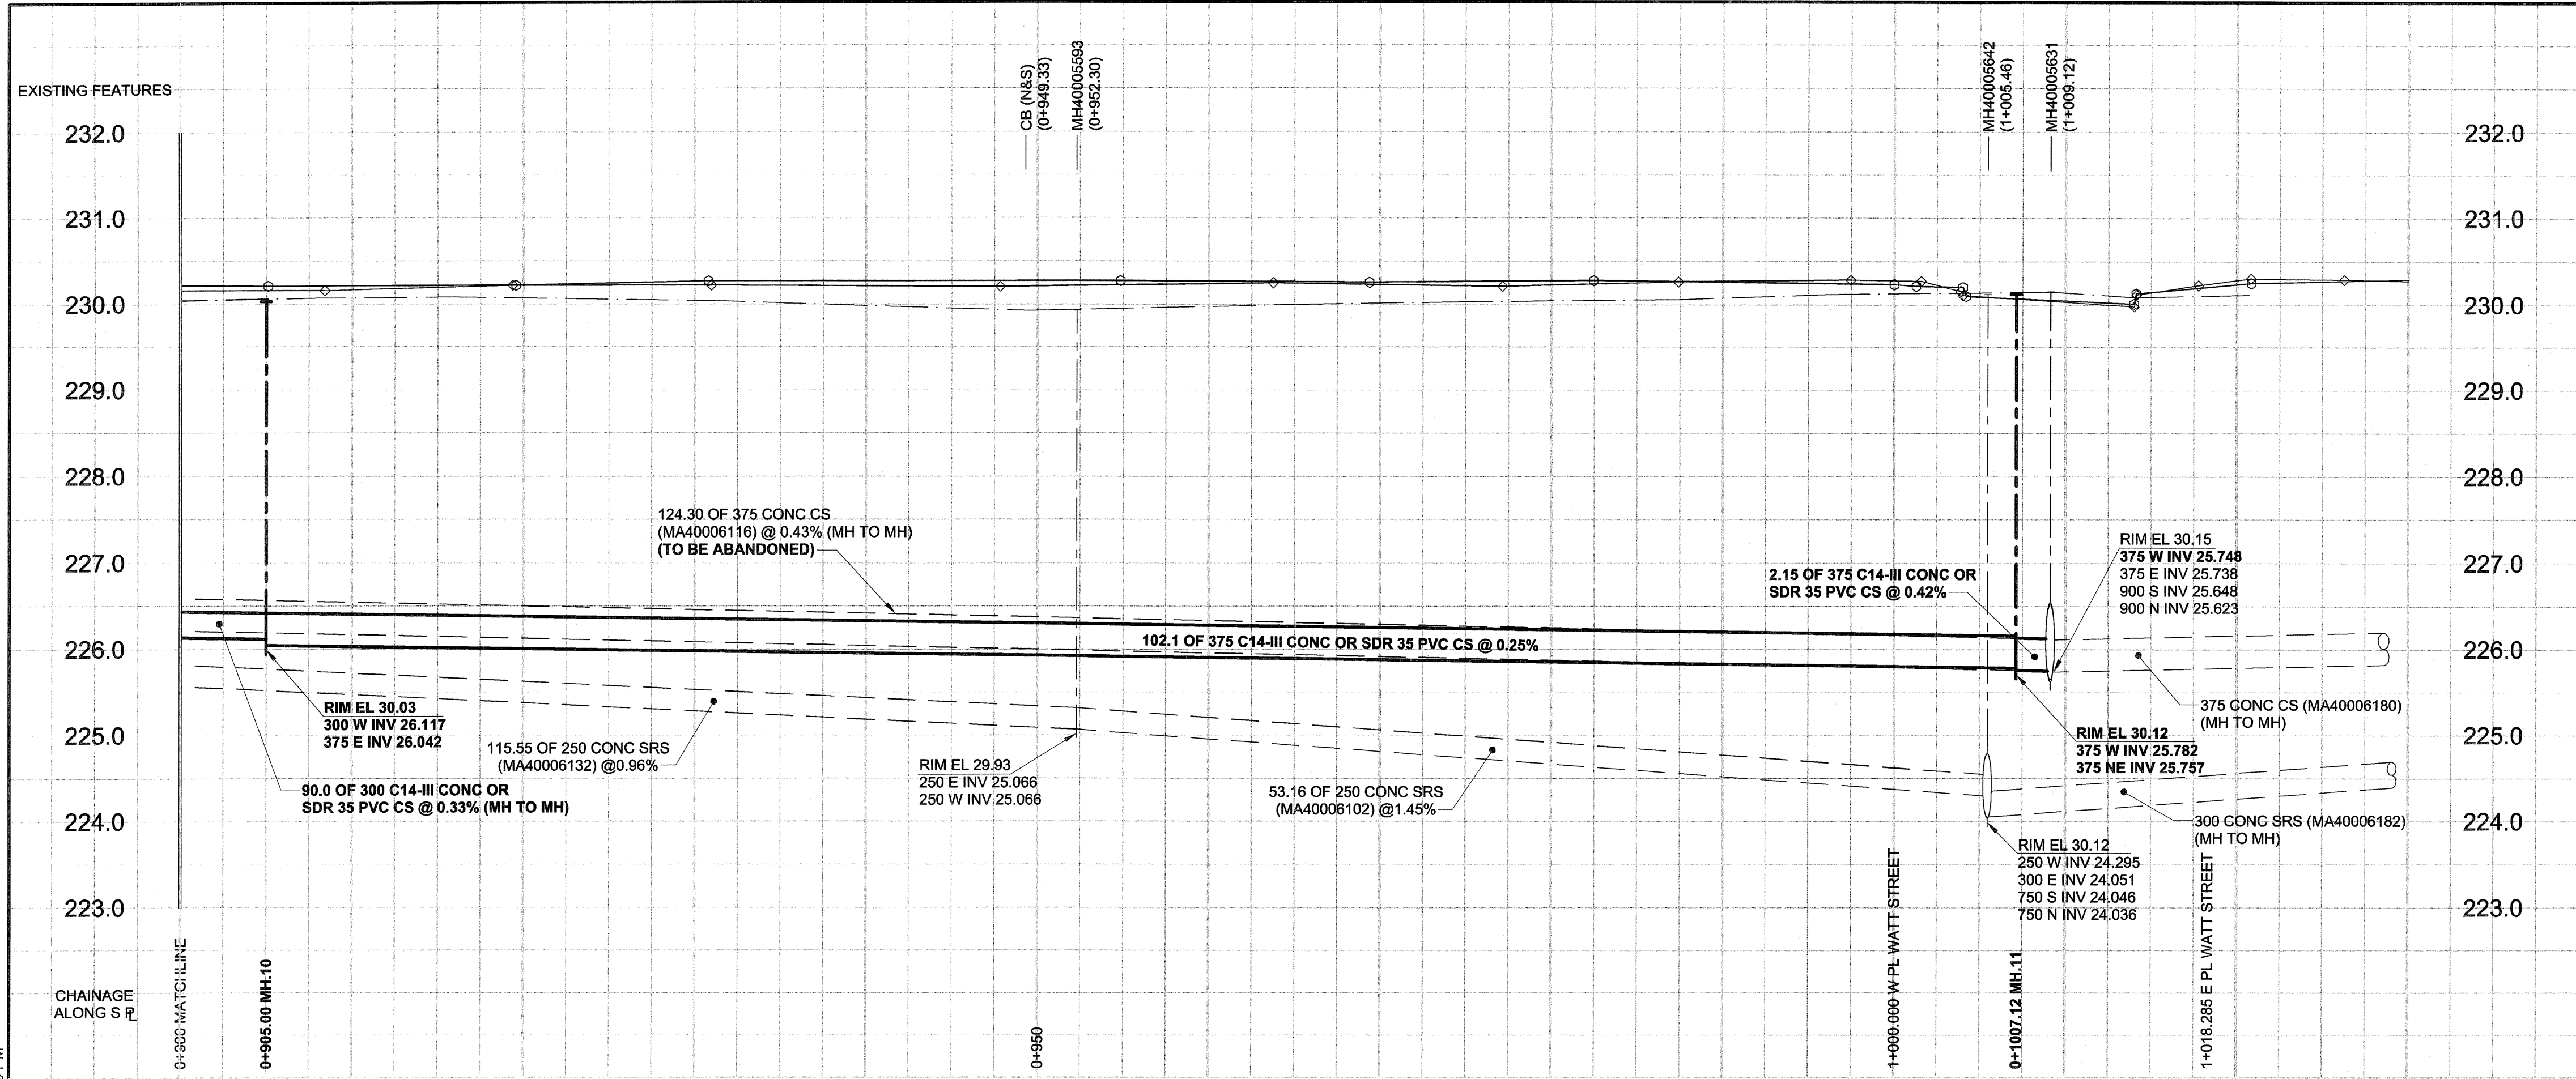 EXISTING FEATURES
CB (N&S)
(0+949.33)
MH40005593
(0+952.30)
MH40005642
(1+005.46)
MH40005631
(1+009.12)
232.0
231.0
230.0
229.0
228.0
227.0
226.0
225.0
224.0
223.0
232.0
231.0
230.0
229.0
228.0
227.0
226.0
225.0
224.0
223.0
124.30 OF 375 CONC CS
(MA40006116) @ 0.43% (MH TO MH)
(TO BE ABANDONED)
2.15 OF 375 C14-III CONC OR
SDR 35 PVC CS @ 0.42%
RIM EL 30.15
375 W INV 25.748
375 E INV 25.738
900 S INV 25.648
900 N INV 25.623
102.1 OF 375 C14-III CONC OR SDR 35 PVC CS @ 0.25%
RIM EL 30.03
300 W INV 26.117
375 E INV 26.042
115.55 OF 250 CONC SRS
(MA40006132) @0.96%
90.0 OF 300 C14-III CONC OR
SDR 35 PVC CS @ 0.33% (MH TO MH)
RIM EL 29.93
250 E INV 25.066
250 W INV 25.066
53.16 OF 250 CONC SRS
(MA40006102) @1.45%
375 CONC CS (MA40006180)
(MH TO MH)
RIM EL 30.12
375 W INV 25.782
375 NE INV 25.757
300 CONC SRS (MA40006182)
(MH TO MH)
RIM EL 30.12
250 W INV 24.295
300 E INV 24.051
750 S INV 24.046
750 N INV 24.036
CHAINAGE
ALONG S PL
0+900 MATCHLINE
0+905.00 MH.10
0+950
1+000.000 W PL WATT STREET
0+1007.12 MH.11
1+018.285 E PL WATT STREET